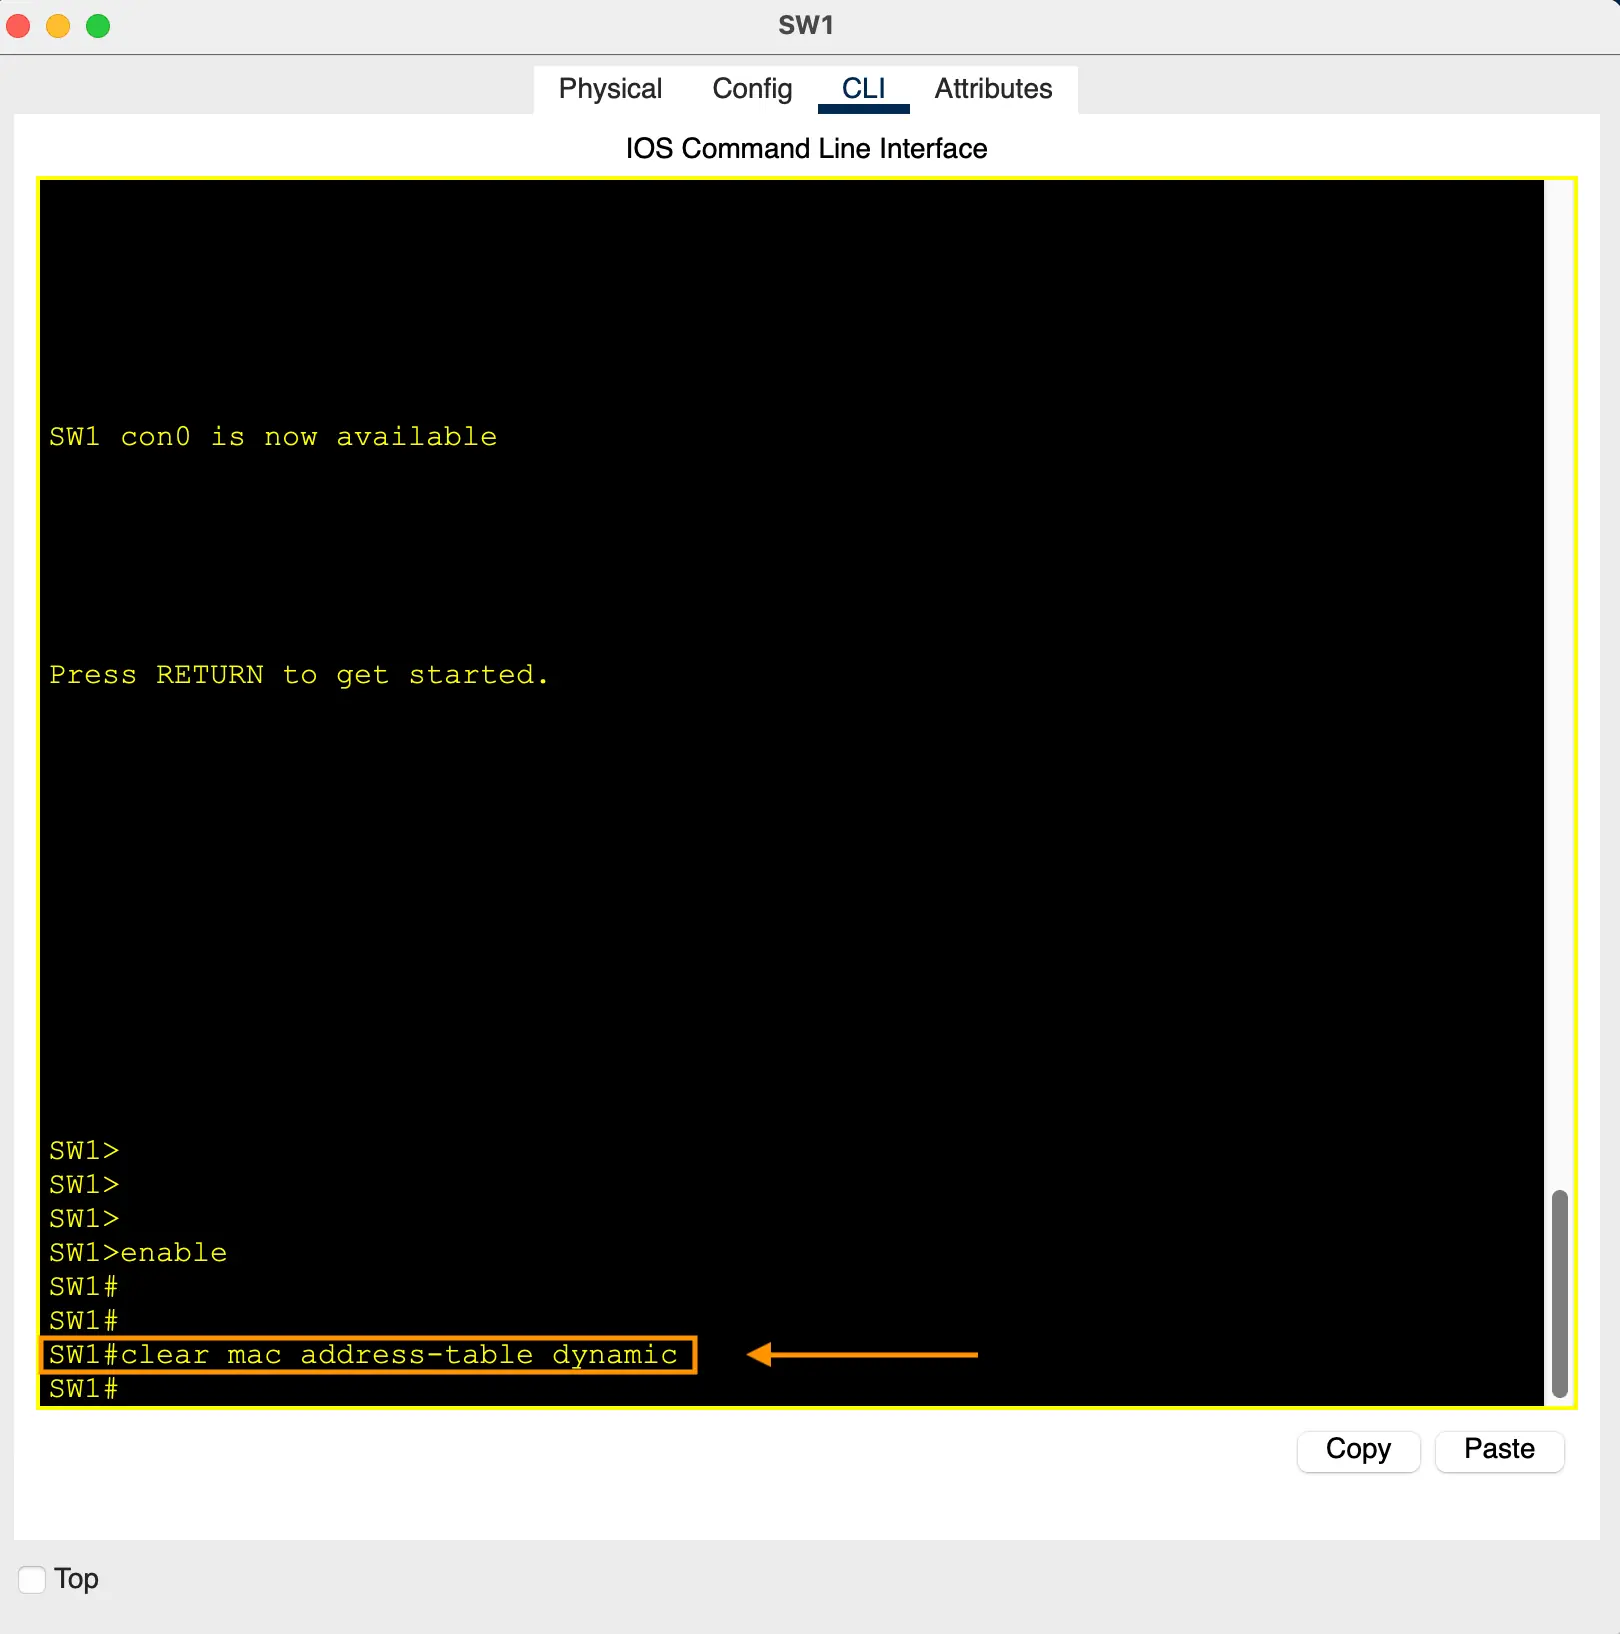 SW1
Physical Config CLI Attributes
IOS Command Line Interface
SW1 con0 is now available
Press RETURN to get started.
SW1>
SW1>
SW1>
SW1>enable
SW1#
SW1#
SW1#clear mac address-table dynamic
SW1#
Copy Paste
Top